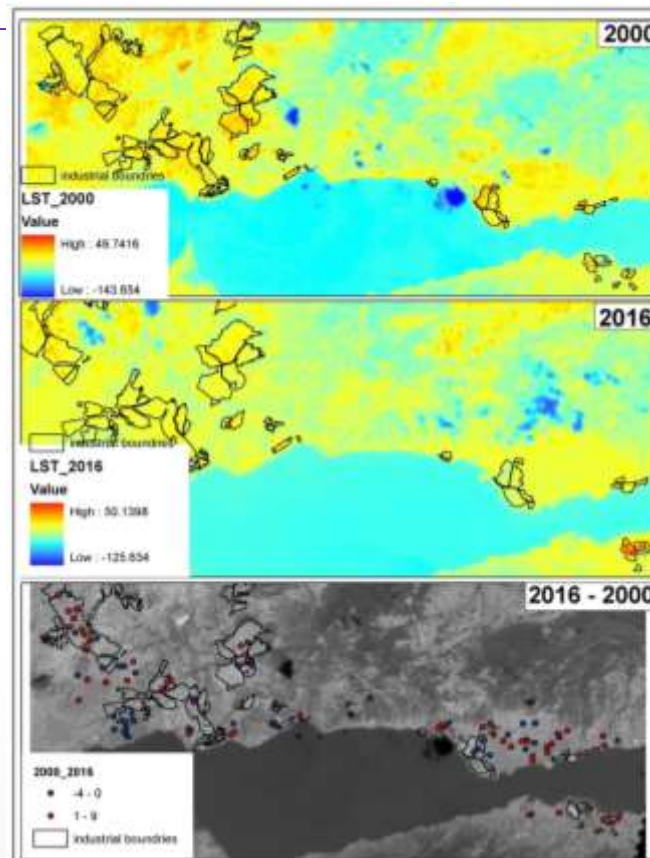 2000
industrial boundries
LST_2000
Value
High : 49.7416
Low : -143.654
2016
industrial boundries
LST_2016
Value
High : 50.1398
Low : -125.634
2016 - 2000
2000_2016
-4 - 0
1 - 9
industrial boundries